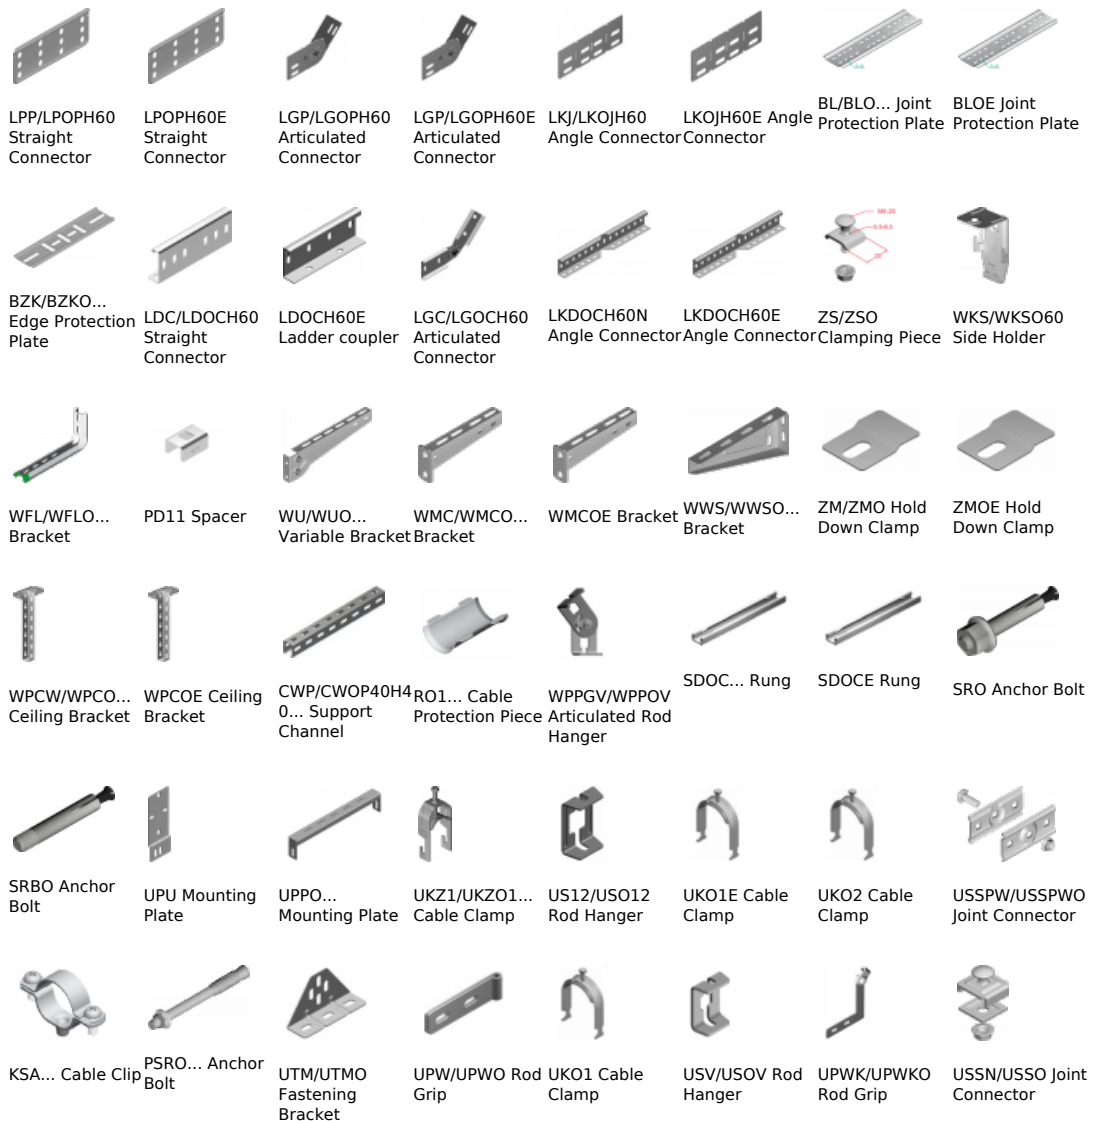 LPP/LPOPH60
Straight
Connector
LPOPH60E
Straight
Connector
LGP/LGOPH60
Articulated
Connector
LGP/LGOPH60E
Articulated
Connector
LKJ/LKOJH60
Angle Connector
LKOJH60E Angle
Connector
BL/BLO... Joint
Protection Plate
BLOE Joint
Protection Plate
BZK/BZKO...
Edge Protection
Plate
LDC/LDOCH60
Straight
Connector
LDOCH60E
Ladder coupler
LGC/LGOCH60
Articulated
Connector
LKDOCH60N
Angle Connector
LKDOCH60E
Angle Connector
ZS/ZSO
Clamping Piece
WKS/WKSO60
Side Holder
WFL/WFLO...
Bracket
PD11 Spacer
WU/WUO...
Variable Bracket
WMC/WMCO...
Bracket
WMCOE Bracket
WWS/WWSO...
Bracket
ZM/ZMO Hold
Down Clamp
ZMOE Hold
Down Clamp
WPCW/WPCO...
Ceiling Bracket
WPCOE Ceiling
Bracket
CWP/CWOP40H4
0... Support
Channel
RO1... Cable
Protection Piece
WPPGV/WPPOV
Articulated Rod
Hanger
SDOC... Rung
SDOCE Rung
SRO Anchor Bolt
SRBO Anchor
Bolt
UPU Mounting
Plate
UPPO...
Mounting Plate
UKZ1/UKZO1...
Cable Clamp
US12/USO12
Rod Hanger
UKO1E Cable
Clamp
UKO2 Cable
Clamp
USSPW/USSPWO
Joint Connector
KSA... Cable Clip
PSRO... Anchor
Bolt
UTM/UTMO
Fastening
Bracket
UPW/UPWO Rod
Grip
UKO1 Cable
Clamp
USV/USOV Rod
Hanger
UPWK/UPWKO
Rod Grip
USSN/USSO Joint
Connector